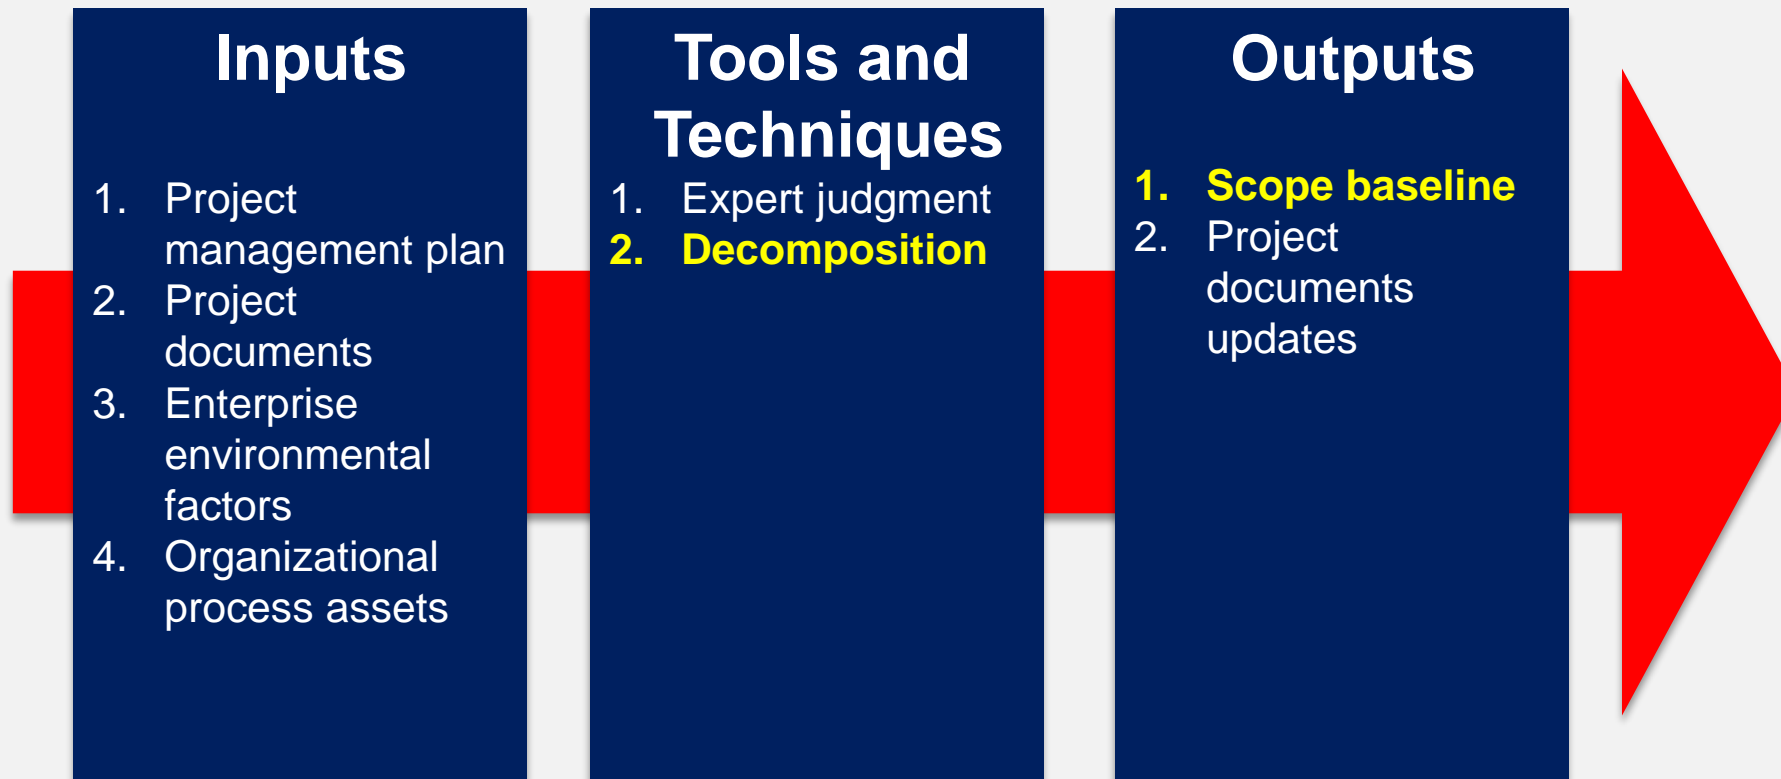 Inputs
1. Project
management plan
2. Project
documents
3. Enterprise
environmental
factors
4. Organizational
process assets
Tools and
Techniques
1. Expert judgment
2. Decomposition
Outputs
1. Scope baseline
2. Project
documents
updates